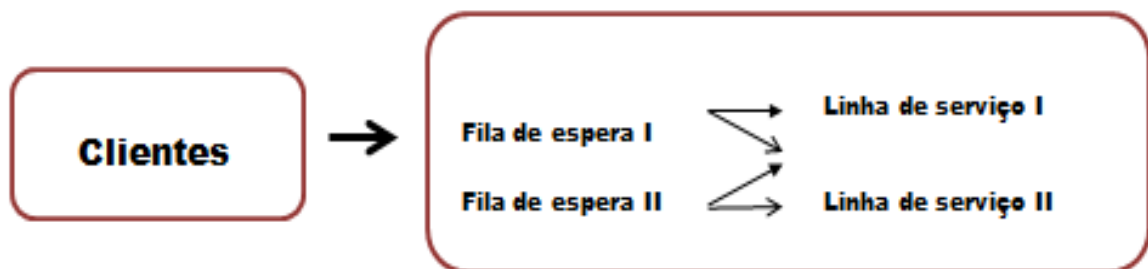 Clientes
Fila de espera I
Linha de serviço I
Fila de espera II
Linha de serviço II